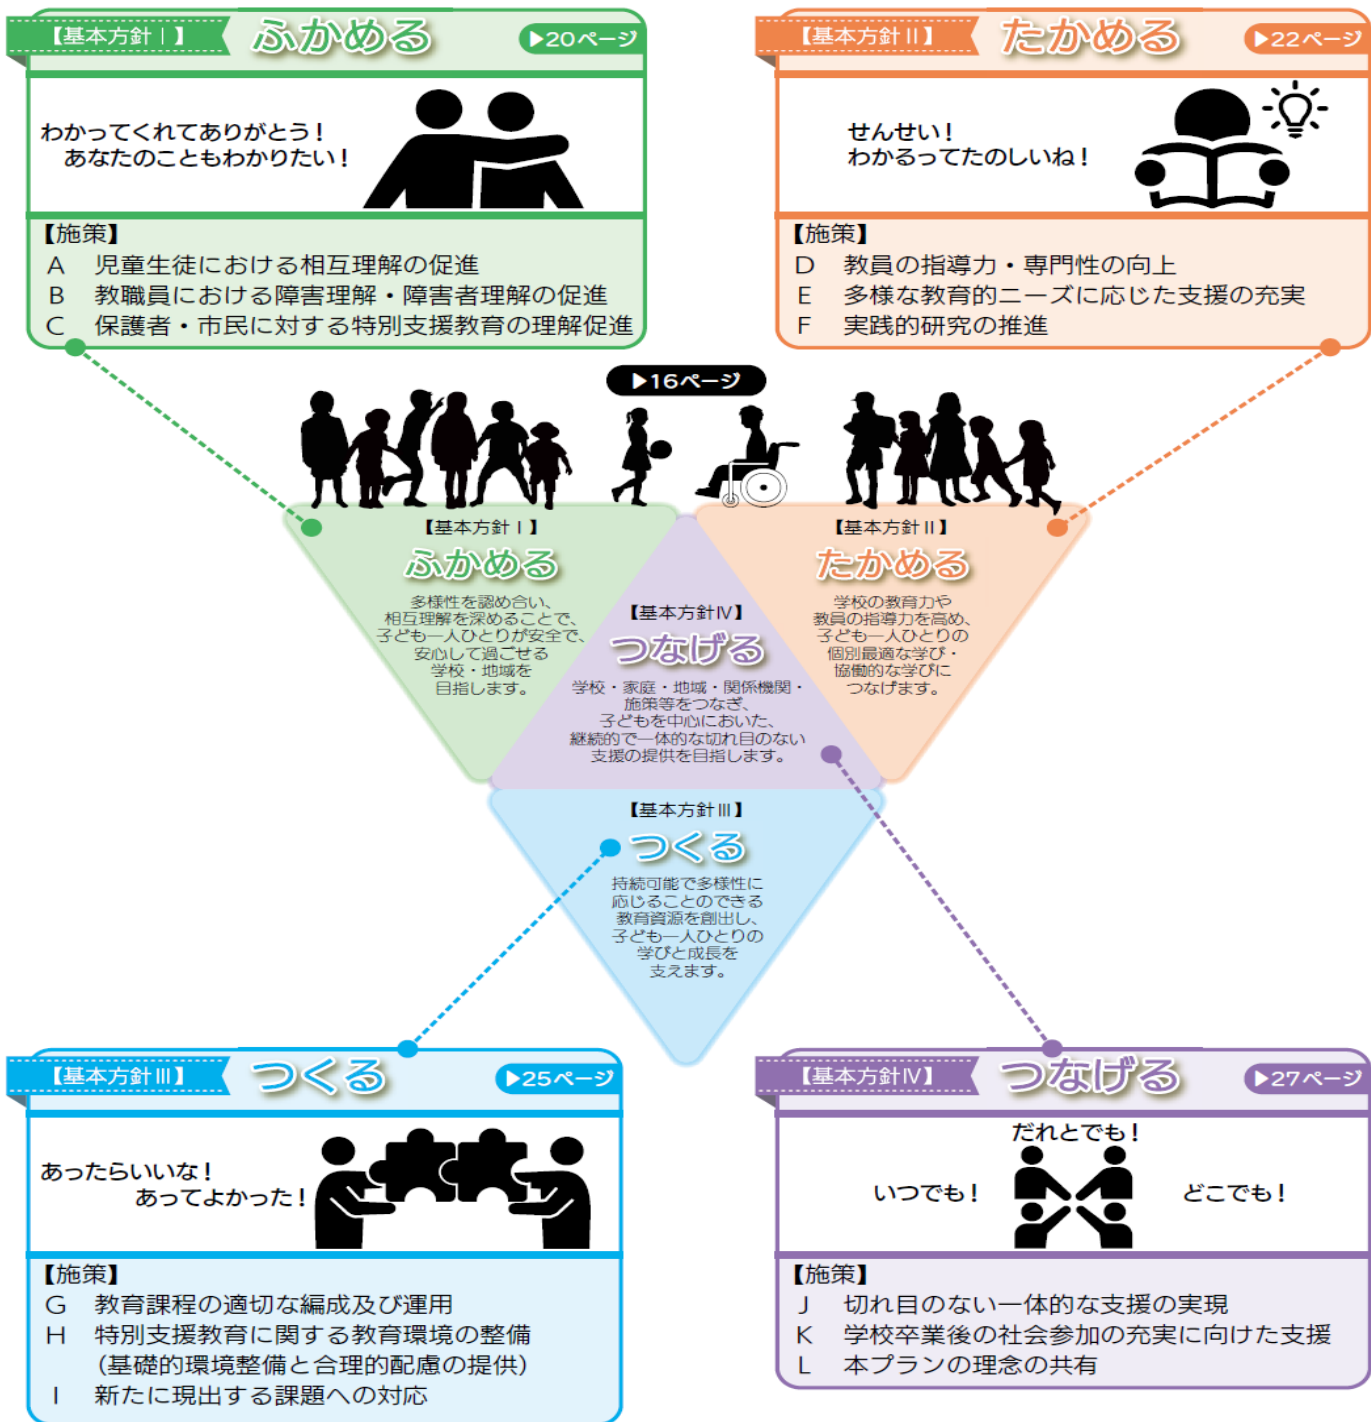 【基本方針Ⅰ】 ふかめる ▶20ページ
わかってくれてありがとう!
あなたのこともわかりたい!
【施策】
A 児童生徒における相互理解の促進
B 教職員における障害理解・障害者理解の促進
C 保護者・市民に対する特別支援教育の理解促進
【基本方針Ⅱ】 たかめる ▶22ページ
せんせい!
わかるってたのしいね!
【施策】
D 教員の指導力・専門性の向上
E 多様な教育的ニーズに応じた支援の充実
F 実践的研究の推進
▶16ページ
【基本方針Ⅰ】
ふかめる
多様性を認め合い、
相互理解を深めることで、
子ども一人ひとりが安全で、
安心して過ごせる
学校・地域を
目指します。
【基本方針Ⅱ】
たかめる
学校の教育力や
教員の指導力を高め、
子ども一人ひとりの
個別最適な学び・
協働的な学びに
つなげます。
【基本方針Ⅳ】
つなげる
学校・家庭・地域・関係機関・
施策等をつなぎ、
子どもを中心においた、
継続的で一体的な切れ目のない
支援の提供を目指します。
【基本方針Ⅲ】
つくる
持続可能で多様性に
応じることのできる
教育資源を創出し、
子ども一人ひとりの
学びと成長を
支えます。
【基本方針Ⅲ】 つくる ▶25ページ
あったらいいな!
あってよかった!
【施策】
G 教育課程の適切な編成及び運用
H 特別支援教育に関する教育環境の整備
(基礎的環境整備と合理的配慮の提供)
I 新たに現出する課題への対応
【基本方針Ⅳ】 つなげる ▶27ページ
だれとでも!
いつでも! どこでも!
【施策】
J 切れ目のない一体的な支援の実現
K 学校卒業後の社会参加の充実に向けた支援
L 本プランの理念の共有